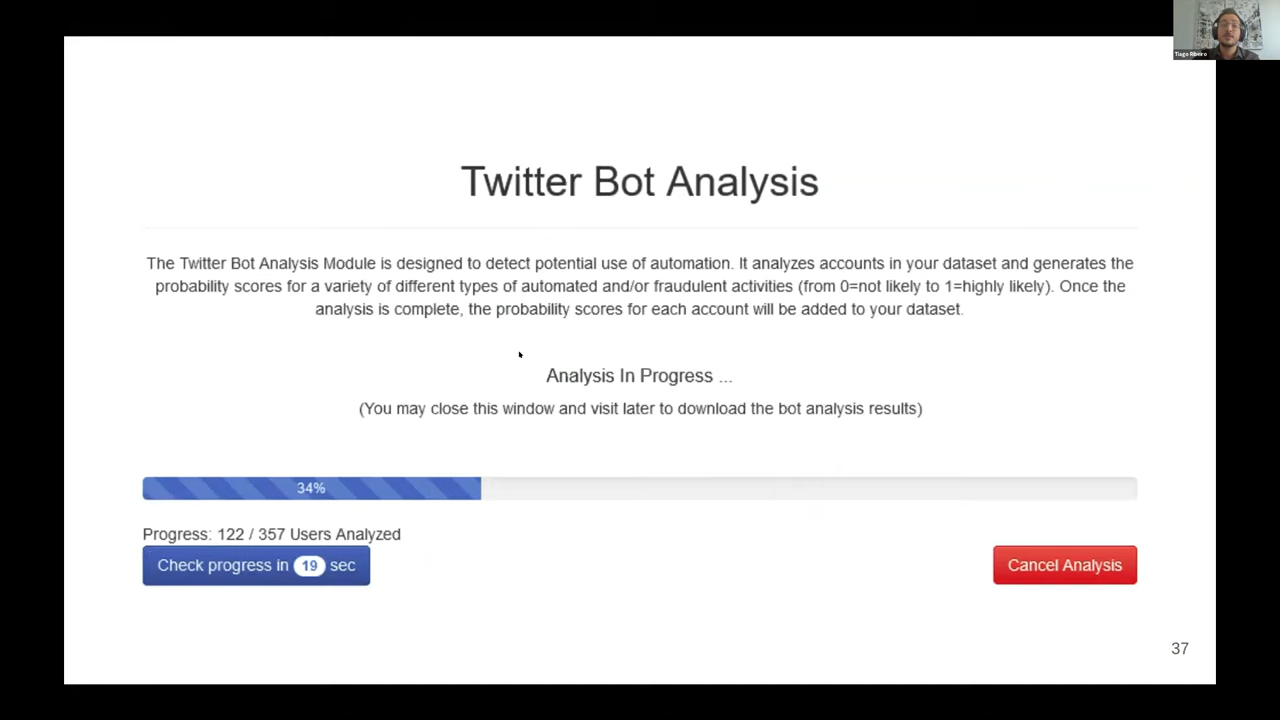 Tiago Ribeiro
Twitter Bot Analysis
The Twitter Bot Analysis Module is designed to detect potential use of automation. It analyzes accounts in your dataset and generates the
probability scores for a variety of different types of automated and/or fraudulent activities (from 0=not likely to 1=highly likely). Once the
analysis is complete, the probability scores for each account will be added to your dataset.
Analysis In Progress ...
(You may close this window and visit later to download the bot analysis results)
34%
Progress: 122 / 357 Users Analyzed
Check progress in 19 sec
Cancel Analysis
37